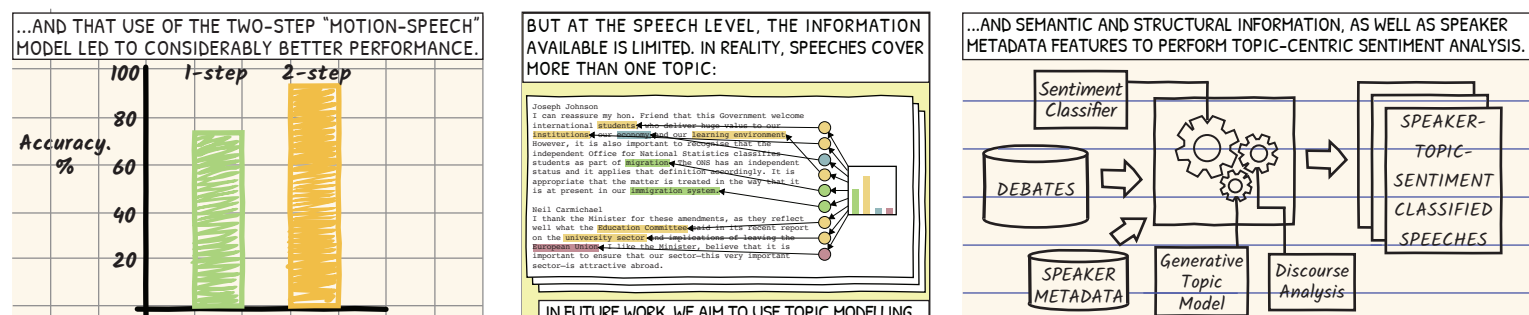 ...AND THAT USE OF THE TWO-STEP “MOTION-SPEECH”
MODEL LED TO CONSIDERABLY BETTER PERFORMANCE.
1-step 2-step
100
80
60
40
20
Accuracy.
%
BUT AT THE SPEECH LEVEL, THE INFORMATION
AVAILABLE IS LIMITED. IN REALITY, SPEECHES COVER
MORE THAN ONE TOPIC:
Joseph Johnson
I can reassure my hon. Friend that this Government welcome
international students who deliver huge value to our
institutions, our economy and our learning environment.
However, it is also important to recognise that the
independent Office for National Statistics classifies
students as part of migration. The ONS has an independent
status and it applies that definition accordingly. It is
appropriate that the matter is treated in the way that it
is at present in our immigration system.
Neil Carmichael
I thank the Minister for these amendments, as they reflect
well what the Education Committee said in its recent report
on the university sector and implications of leaving the
European Union. I like the Minister, believe that it is
important to ensure that our sector—this very important
sector—is attractive abroad.
IN FUTURE WORK, WE AIM TO USE TOPIC MODELLING
...AND SEMANTIC AND STRUCTURAL INFORMATION, AS WELL AS SPEAKER
METADATA FEATURES TO PERFORM TOPIC-CENTRIC SENTIMENT ANALYSIS.
Sentiment
Classifier
DEBATES
SPEAKER
METADATA
Generative
Topic
Model
Discourse
Analysis
SPEAKER-
TOPIC-
SENTIMENT
CLASSIFIED
SPEECHES